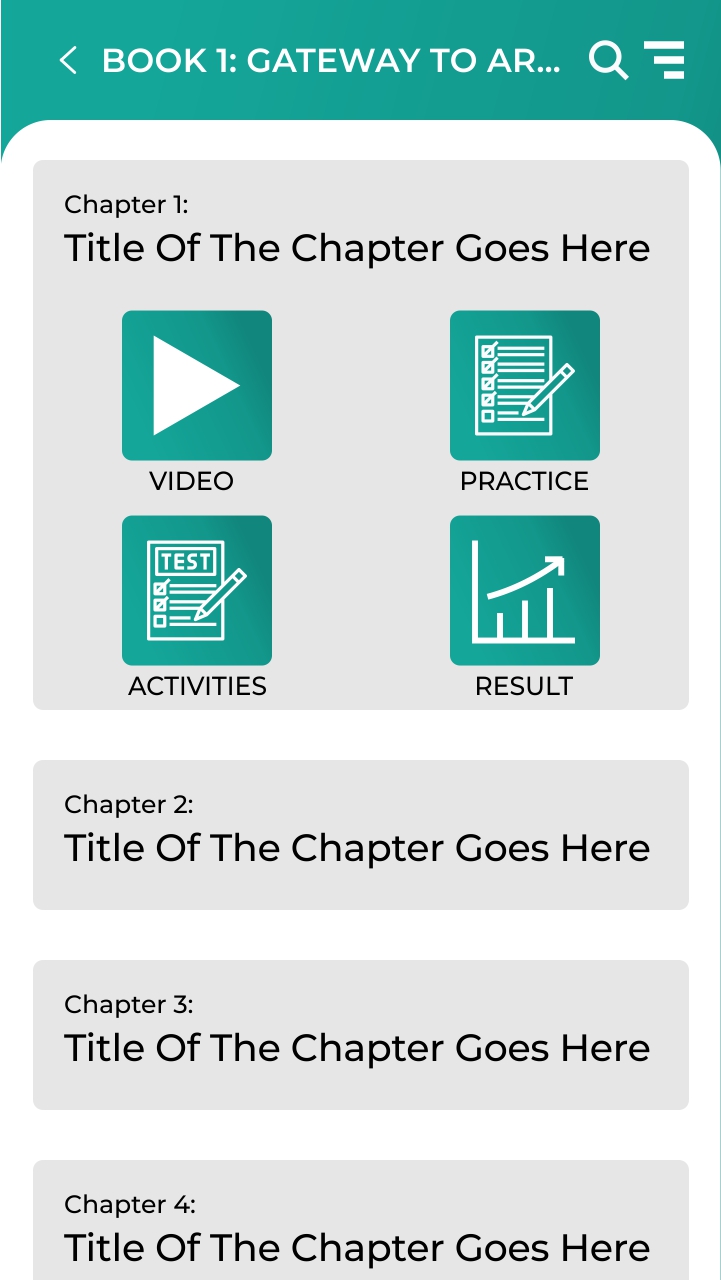 BOOK 1: GATEWAY TO AR...
Chapter 1:
Title Of The Chapter Goes Here
VIDEO
PRACTICE
TEST
ACTIVITIES
RESULT
Chapter 2:
Title Of The Chapter Goes Here
Chapter 3:
Title Of The Chapter Goes Here
Chapter 4:
Title Of The Chapter Goes Here